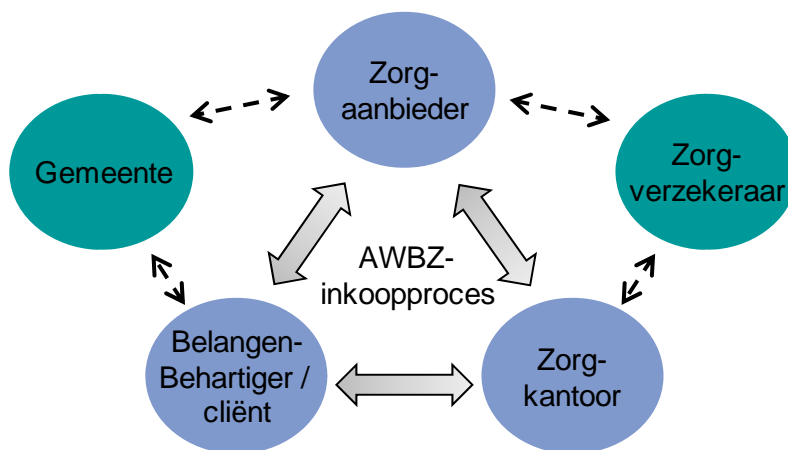 Zorg-
aanbieder
Gemeente
Zorg-
verzekeraar
AWBZ-
inkoopproces
Belangen-
Behartiger /
cliënt
Zorg-
kantoor